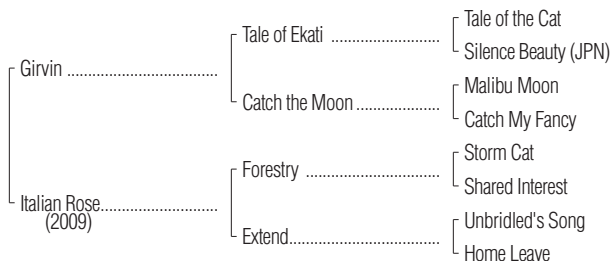 Tale of the Cat
Tale of Ekati ........................
Silence Beauty (JPN)
Girvin .................................
Malibu Moon
Catch the Moon ..................
Catch My Fancy
Storm Cat
Forestry .............................
Shared Interest
Italian Rose..........................
(2009)
Unbridled's Song
Extend.................................
Home Leave